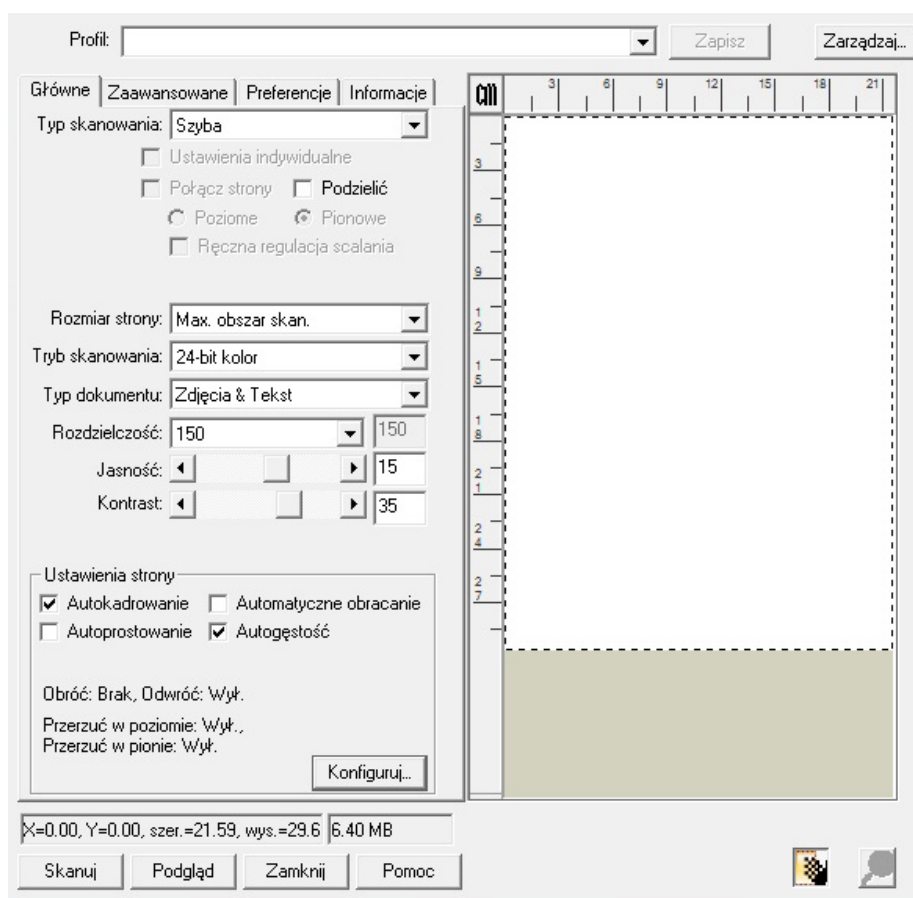 Profil: Zapisz Zarządzaj...
Główne Zaawansowane Preferencje Informacje
Typ skanowania: Szyba
Ustawienia indywidualne
Połącz strony Podzielić
Poziome Pionowe
Ręczna regulacja scalania
Rozmiar strony: Max. obszar skan.
Tryb skanowania: 24-bit kolor
Typ dokumentu: Zdjęcia & Tekst
Rozdzielczość: 150 150
Jasność: 15
Kontrast: 35
Ustawienia strony
Autokadrowanie Automatyczne obracanie
Autoprostowanie Autogęstość
Obróć: Brak, Odwróć: Wył.
Przerzuć w poziomie: Wył.,
Przerzuć w pionie: Wył.
Konfiguruj...
cm 3 6 9 12 15 18 21
3
6
9
12
15
18
21
24
27
X=0.00, Y=0.00, szer.=21.59, wys.=29.6 6.40 MB
Skanuj Podgląd Zamknij Pomoc